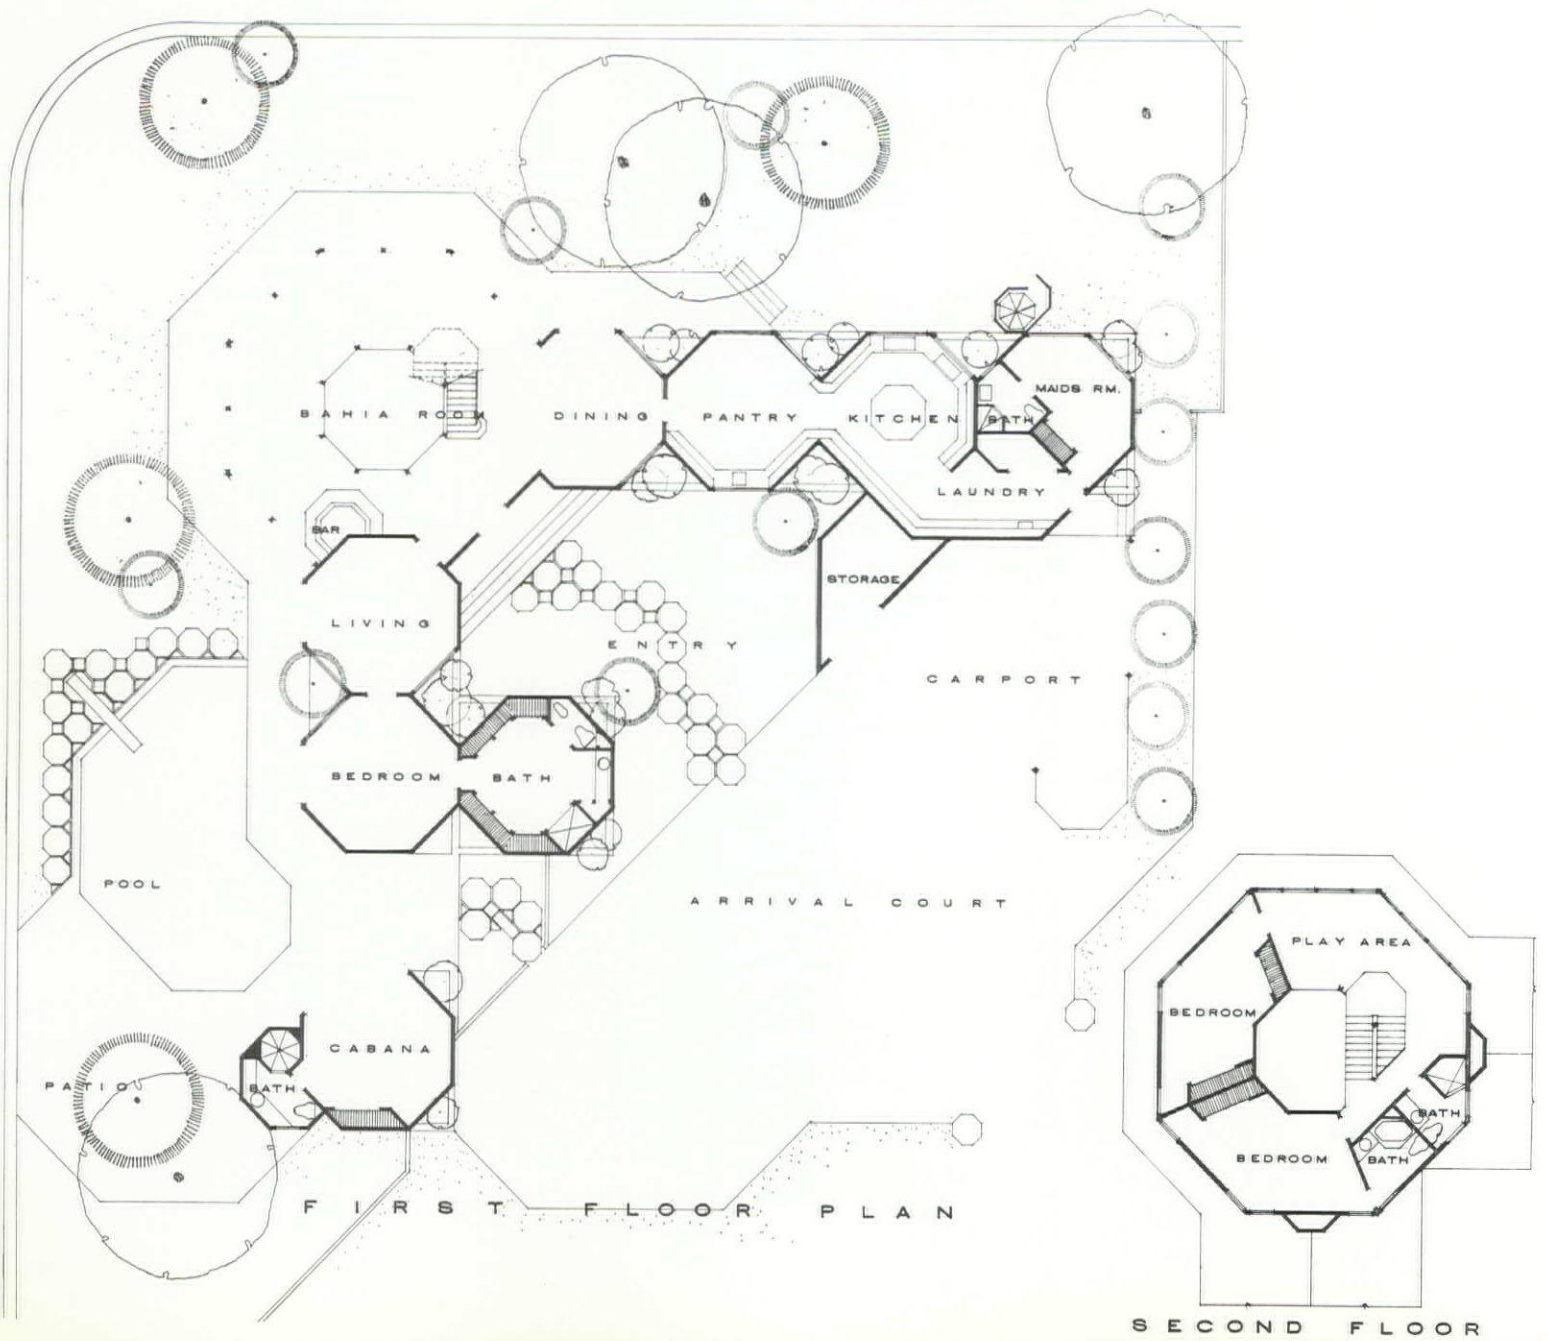 BAHIA ROOM
DINING
PANTRY
KITCHEN
BATH
MAIDS RM.
LAUNDRY
BAR
STORAGE
LIVING
ENTRY
CARPORT
BEDROOM
BATH
POOL
ARRIVAL COURT
PLAY AREA
BEDROOM
CABANA
PATIO
BATH
BATH
BEDROOM
BATH
FIRST FLOOR PLAN
SECOND FLOOR